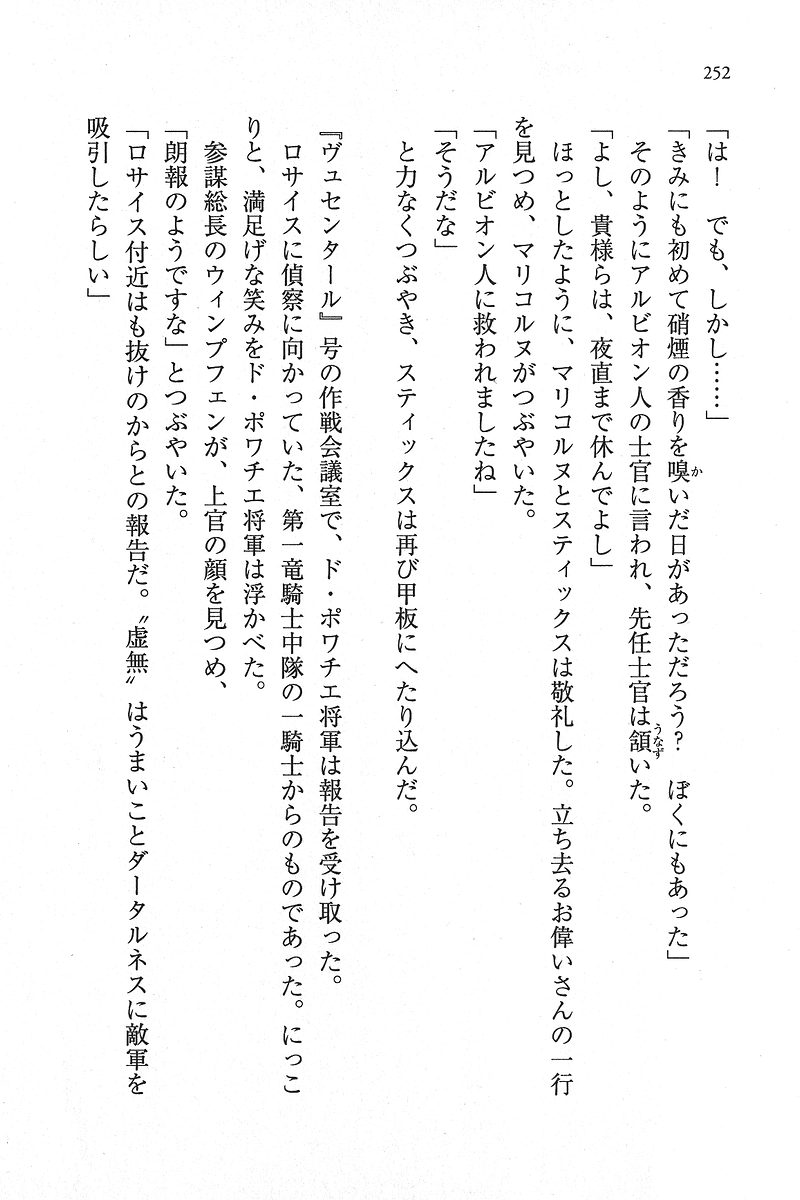 252
「は！　でも、しかし……」
「きみにも初めて硝煙の香りを嗅いだ日があっただろう？　ぼくにもあった」
そのようにアルビオン人の士官に言われ、先任士官は頷いた。
「よし、貴様らは、夜直まで休んでよし」
ほっとしたように、マリコルヌとスティックスは敬礼した。立ち去るお偉いさんの一行
を見つめ、マリコルヌがつぶやいた。
「アルビオン人に救われましたね」
「そうだな」
と力なくつぶやき、スティックスは再び甲板にへたり込んだ。
『ヴュセンタール』号の作戦会議室で、ド・ポワチエ将軍は報告を受け取った。
ロサイスに偵察に向かっていた、第一竜騎士中隊の一騎士からのものであった。にっこ
りと、満足げな笑みをド・ポワチエ将軍は浮かべた。
参謀総長のウィンプフェンが、上官の顔を見つめ、
「朗報のようですな」とつぶやいた。
「ロサイス付近はも抜けのからとの報告だ。〝虚無〟はうまいことダータルネスに敵軍を
吸引したらしい」